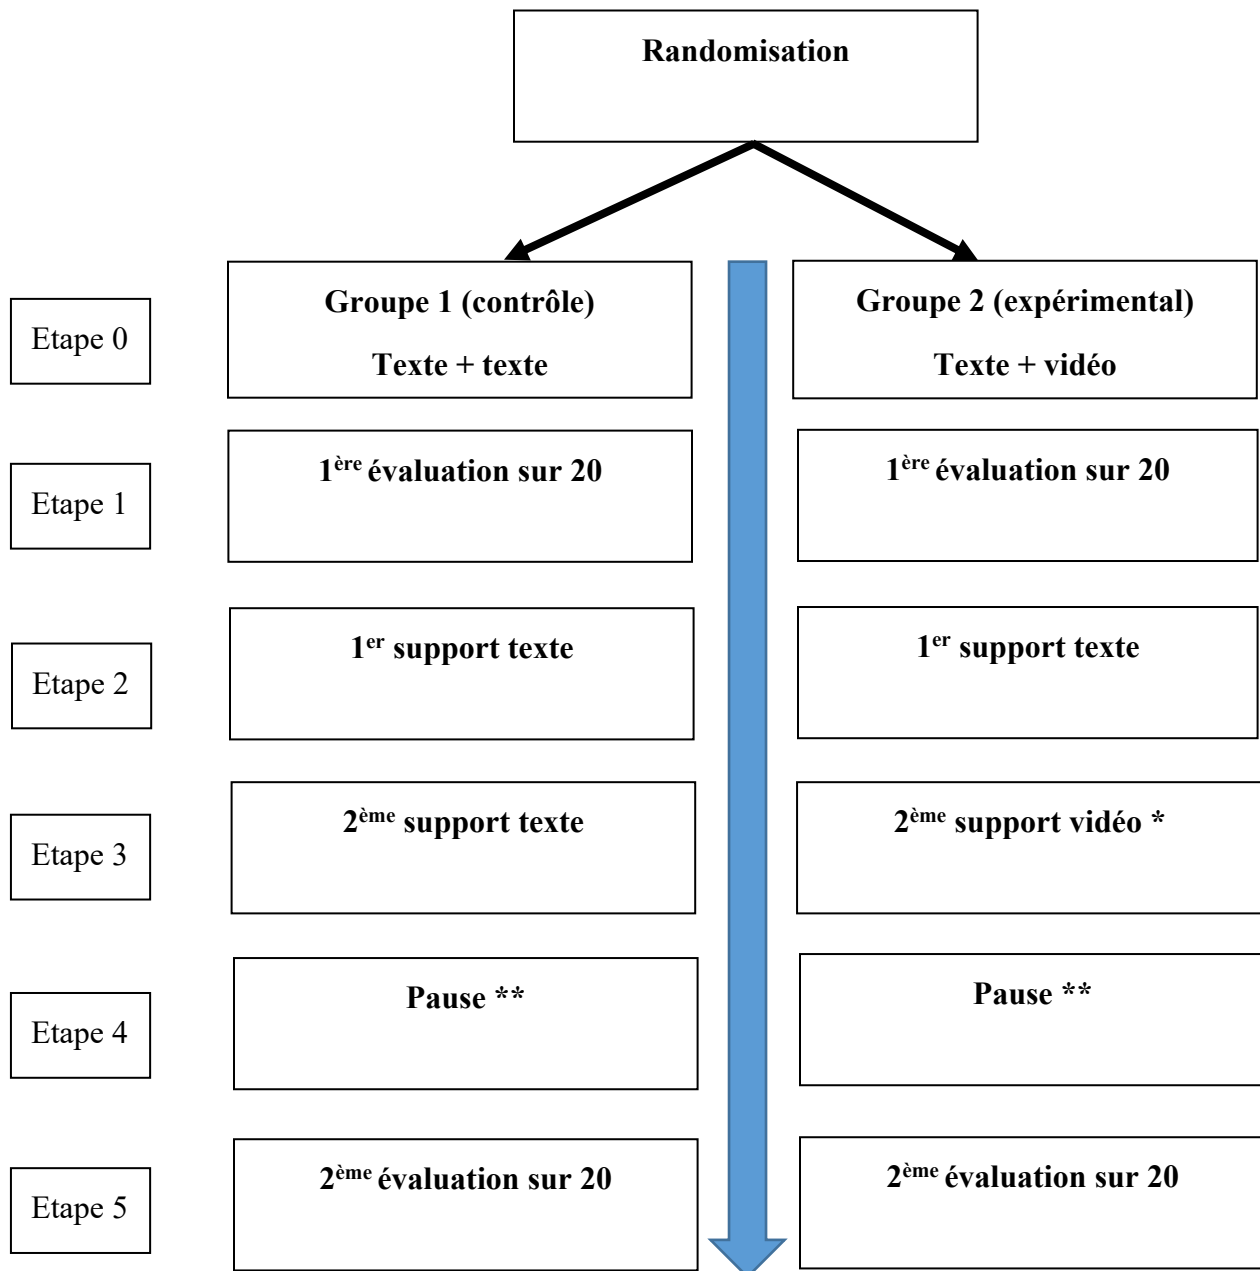 Randomisation
Groupe 1 (contrôle)
Texte + texte
Groupe 2 (expérimental)
Texte + vidéo
Etape 0
1ère évaluation sur 20
1ère évaluation sur 20
Etape 1
1er support texte
1er support texte
Etape 2
2ème support texte
2ème support vidéo *
Etape 3
Pause **
Pause **
Etape 4
2ème évaluation sur 20
2ème évaluation sur 20
Etape 5